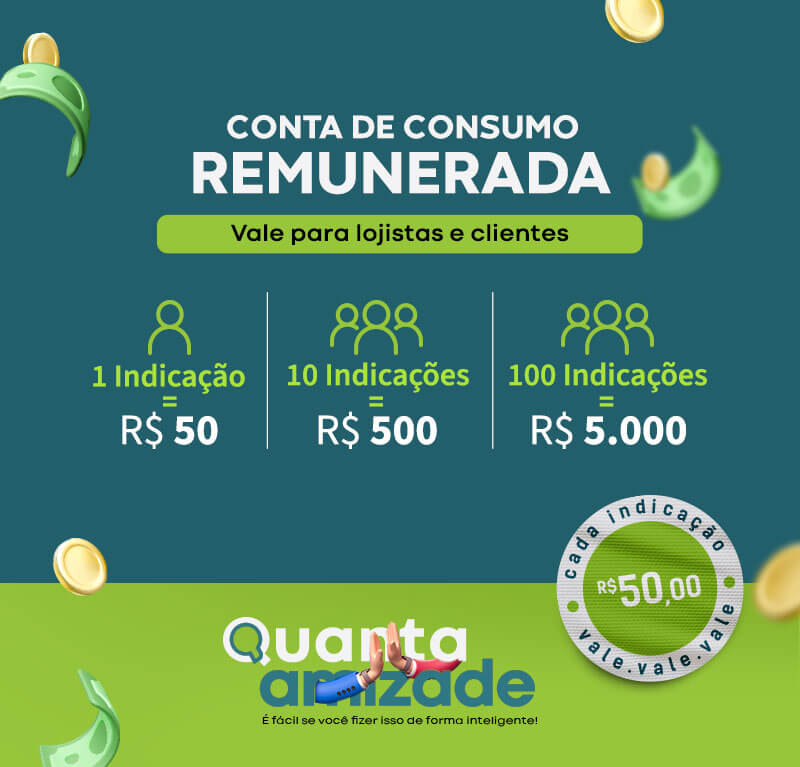 CONTA DE CONSUMO
REMUNERADA
Vale para lojistas e clientes
1 Indicação
=
R$ 50
10 Indicações
=
R$ 500
100 Indicações
=
R$ 5.000
cada indicação
R$50,00
vale.vale.vale
Quanta
amizade
É fácil se você fizer isso de forma inteligente!